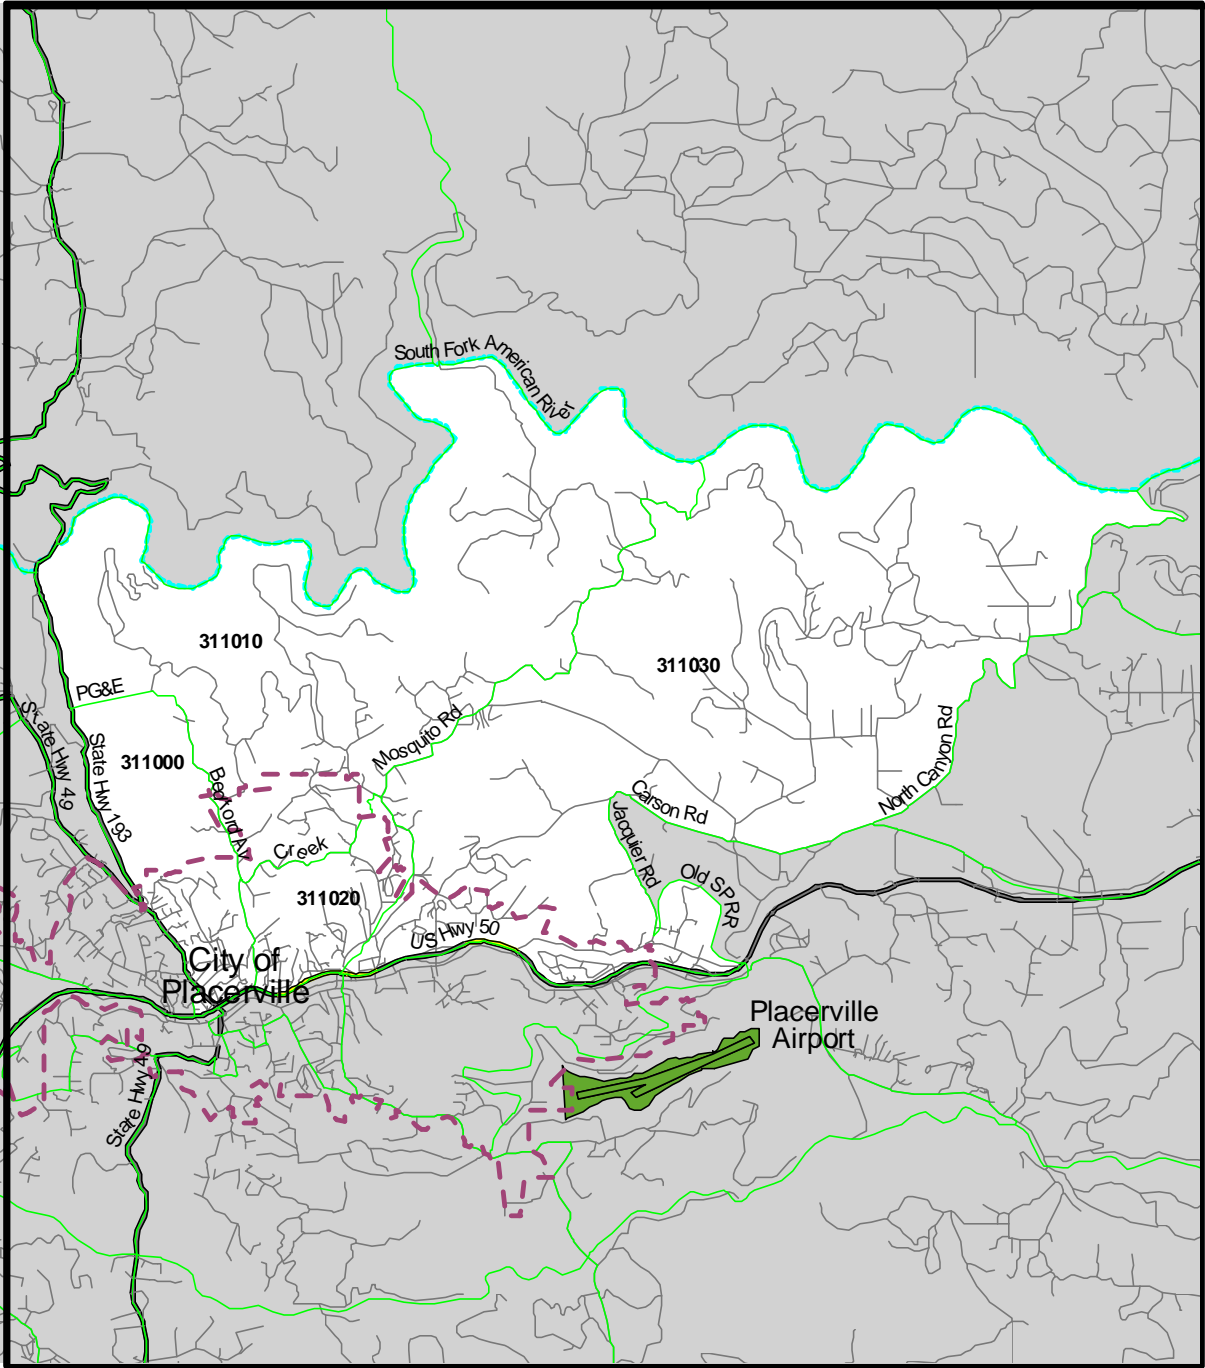 South Fork American River
311010
311030
PG&E
State Hwy 49
State Hwy 193
311000
Mosquito Rd
North Canyon Rd
Bedford Av
Carson Rd
Jacquier Rd
Creek
Old SPRR
311020
US Hwy 50
City of
Placerville
Placerville
Airport
State Hwy 49